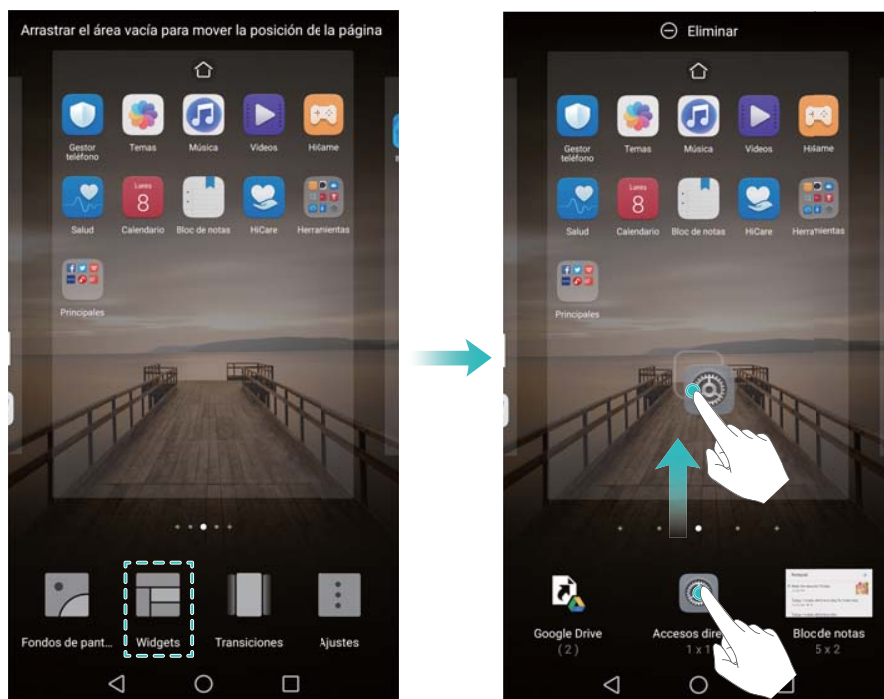 Arrastrar el área vacía para mover la posición de la página
Gestor teléfono
Temas
Música
Videos
HiGame
Salud
Lunes
8
Calendario
Bloc de notas
HiCare
Herramientas
Principales
Fondos de pant...
Widgets
Transiciones
Ajustes
Eliminar
Gestor teléfono
Temas
Música
Videos
HiGame
Salud
Lunes
8
Calendario
Bloc de notas
HiCare
Herramientas
Principales
Google Drive
( 2 )
Accesos dire
1 x 1
Bloc de notas
5 x 2